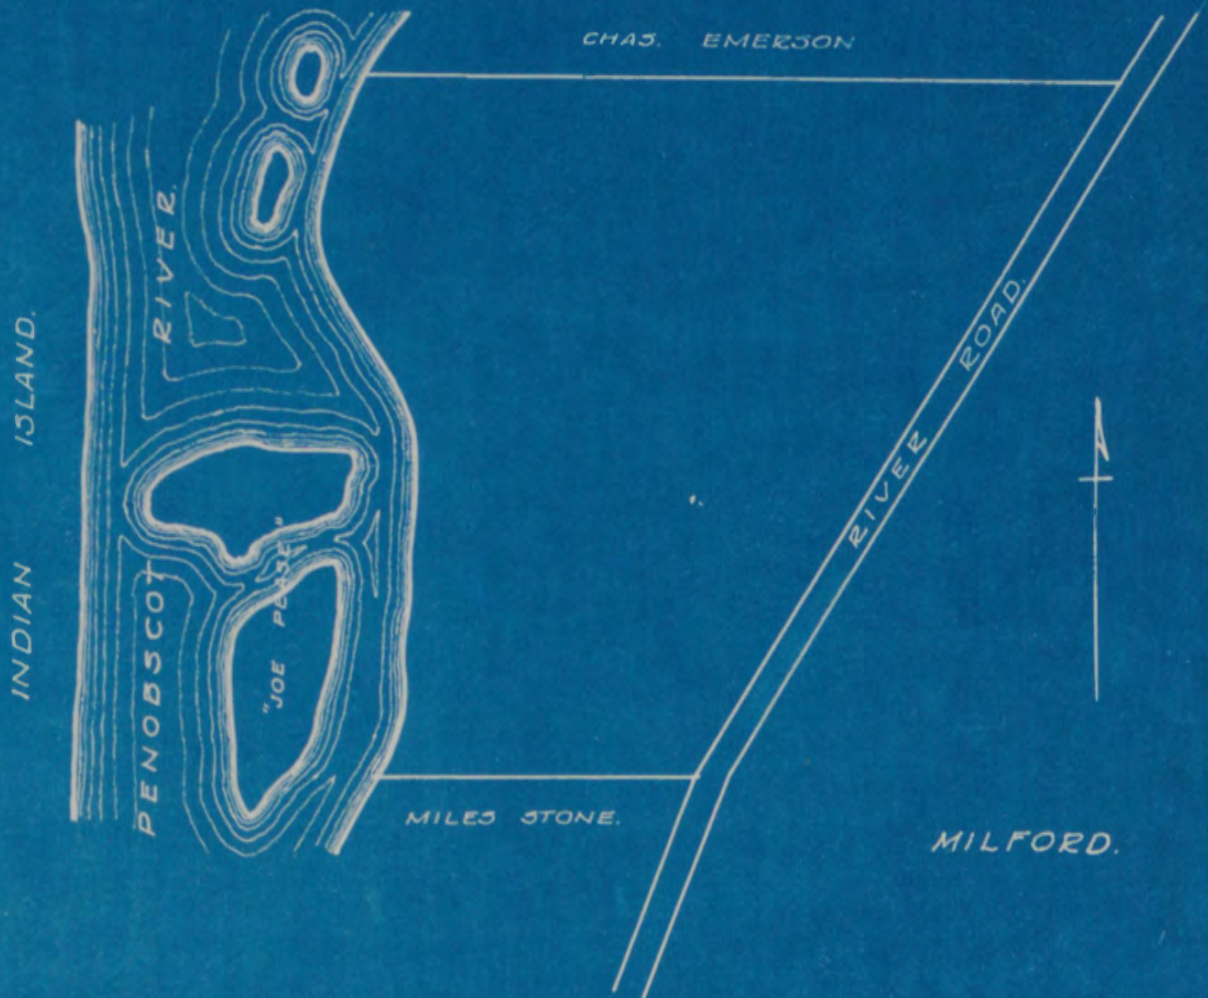 CHAS. EMERSON
INDIAN ISLAND.
PENOBSCOT RIVER.
"JOE PEASE"
RIVER ROAD.
MILES STONE.
MILFORD.